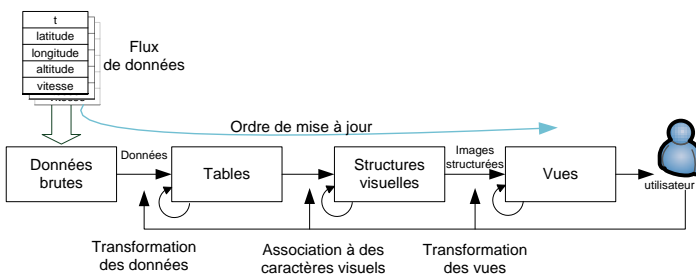 t
latitude
longitude
altitude
vitesse
Flux
de données
Ordre de mise à jour
Données
brutes
Données
Tables
Structures
visuelles
Images
structurées
Vues
utilisateur
Transformation
des données
Association à des
caractères visuels
Transformation
des vues